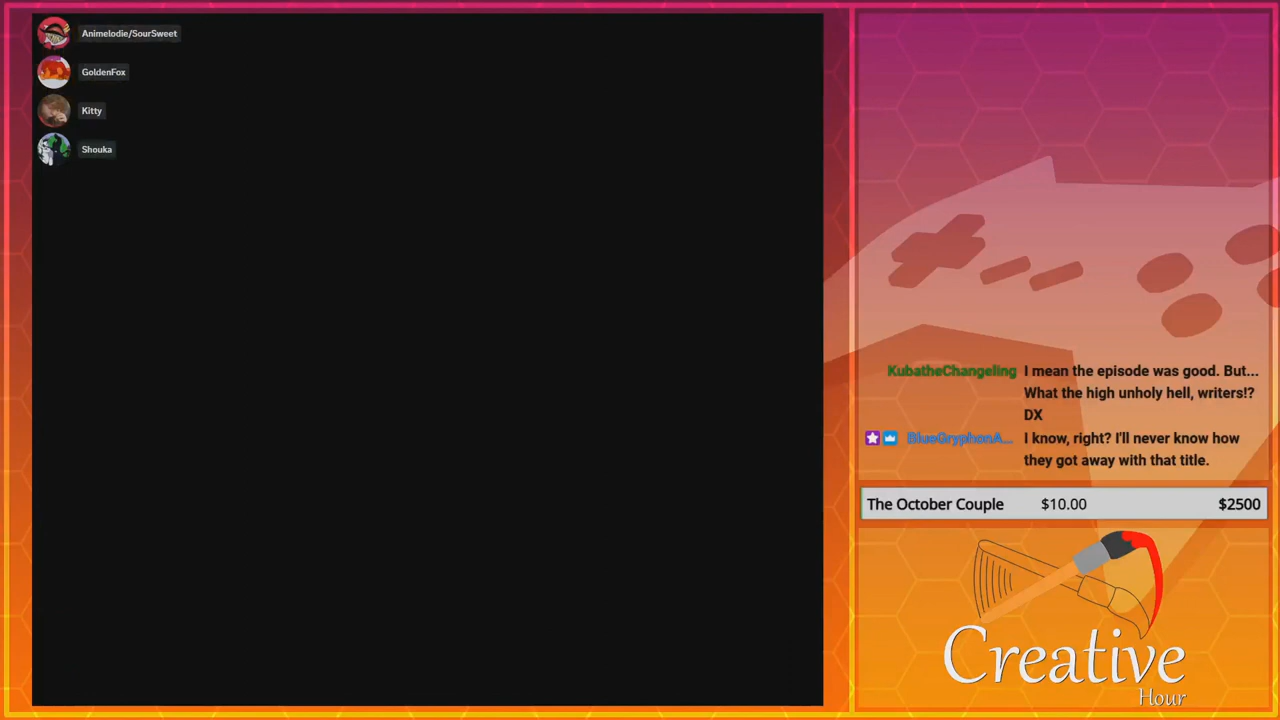 Animelodie/SourSweet
GoldenFox
Kitty
Shouka
KubatheChangeling I mean the episode was good. But...
What the high unholy hell, writers!?
DX
BlueGryphonA... I know, right? I'll never know how
they got away with that title.
The October Couple $10.00 $2500
Creative
Hour